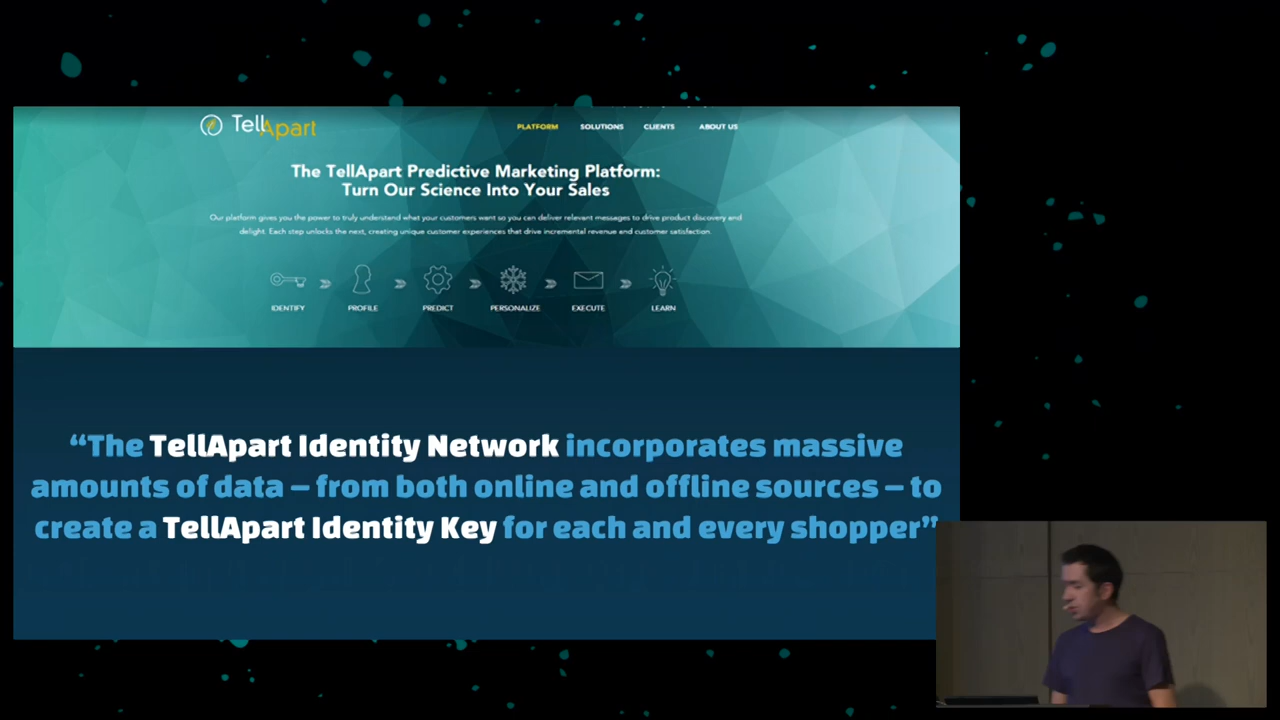 TellApart
PLATFORM SOLUTIONS CLIENTS ABOUT US
The TellApart Predictive Marketing Platform:
Turn Our Science Into Your Sales
Our platform gives you the power to truly understand what your customers want so you can deliver relevant messages to drive product discovery and
delight. Each step unlocks the next, creating unique customer experiences that drive incremental revenue and customer satisfaction.
IDENTIFY PROFILE PREDICT PERSONALIZE EXECUTE LEARN
“The TellApart Identity Network incorporates massive
amounts of data – from both online and offline sources – to
create a TellApart Identity Key for each and every shopper”